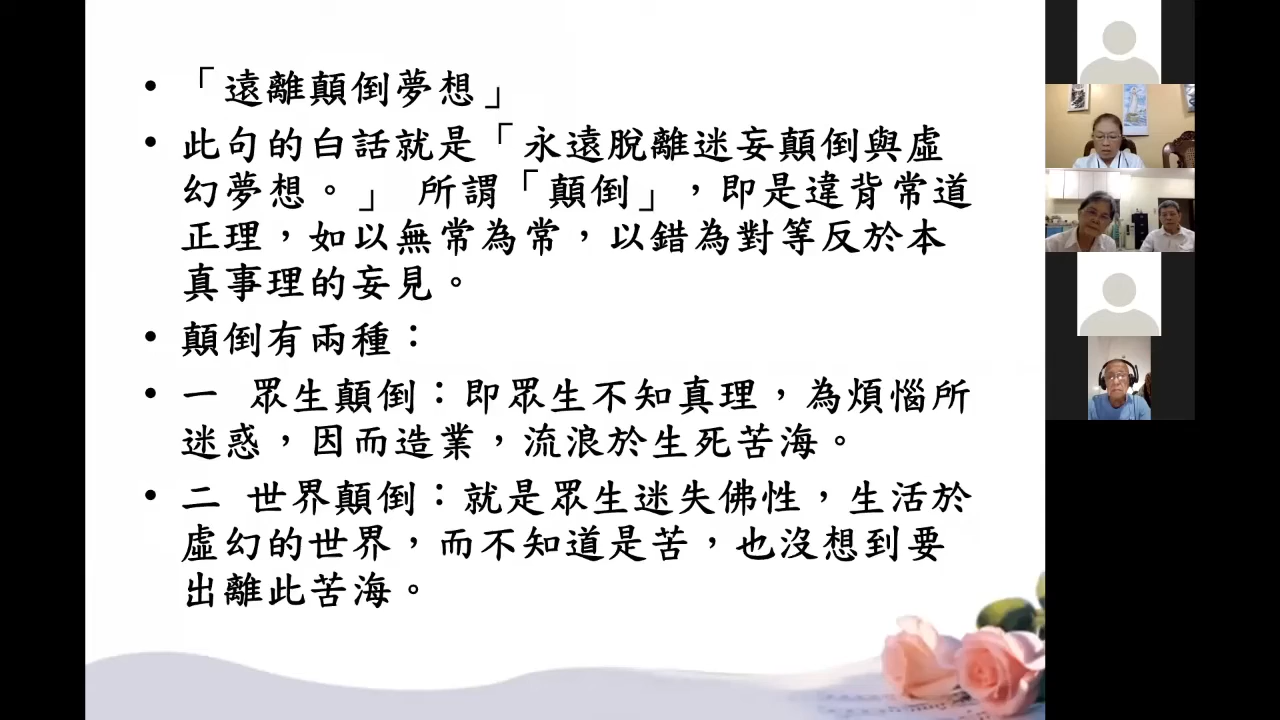 • 「遠離顛倒夢想」
• 此句的白話就是「永遠脫離迷妄顛倒與虛
幻夢想。」 所謂「顛倒」，即是違背常道
正理，如以無常為常，以錯為對等反於本
真事理的妄見。
• 顛倒有兩種：
• 一 眾生顛倒：即眾生不知真理，為煩惱所
迷惑，因而造業，流浪於生死苦海。
• 二 世界顛倒：就是眾生迷失佛性，生活於
虛幻的世界，而不知道是苦，也沒想到要
出離此苦海。